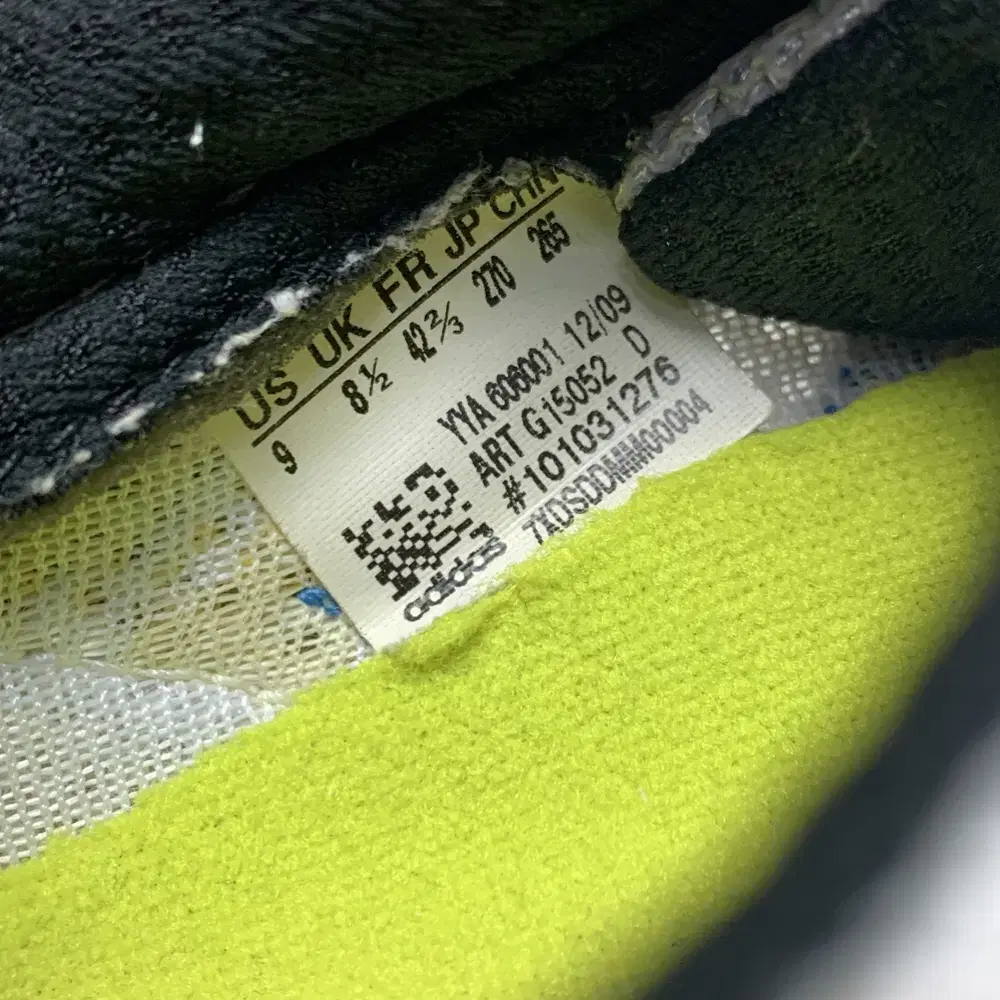 US UK FR JP CHN
9 8½ 42⅔ 270 265
YYA 606001 12/09
ART G15052 D
#101031276
7XDSDDMM00004
adidas